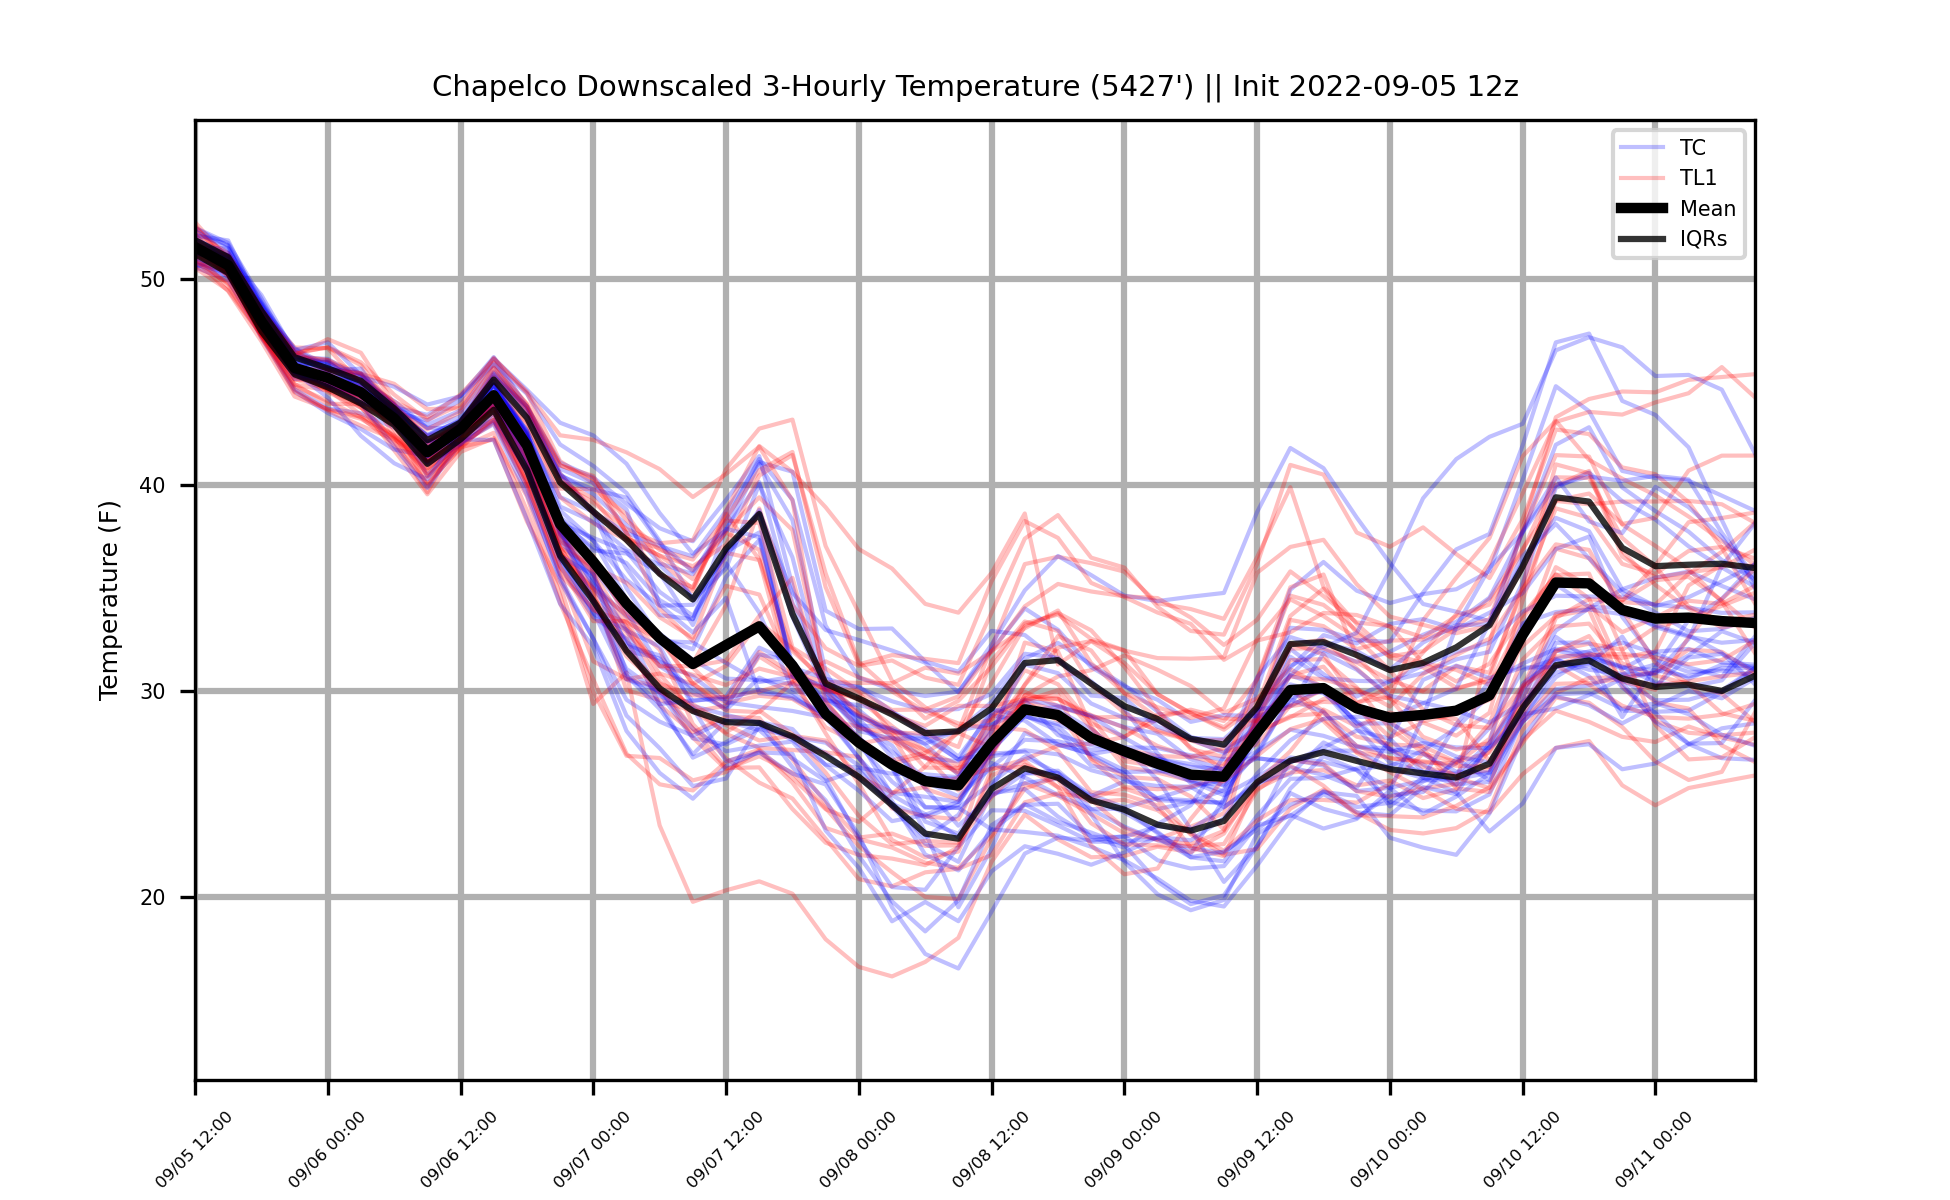 Chapelco Downscaled 3-Hourly Temperature (5427') || Init 2022-09-05 12z
TC
TL1
Mean
IQRs
Temperature (F)
50
40
30
20
09/05 12:00
09/06 00:00
09/06 12:00
09/07 00:00
09/07 12:00
09/08 00:00
09/08 12:00
09/09 00:00
09/09 12:00
09/10 00:00
09/10 12:00
09/11 00:00